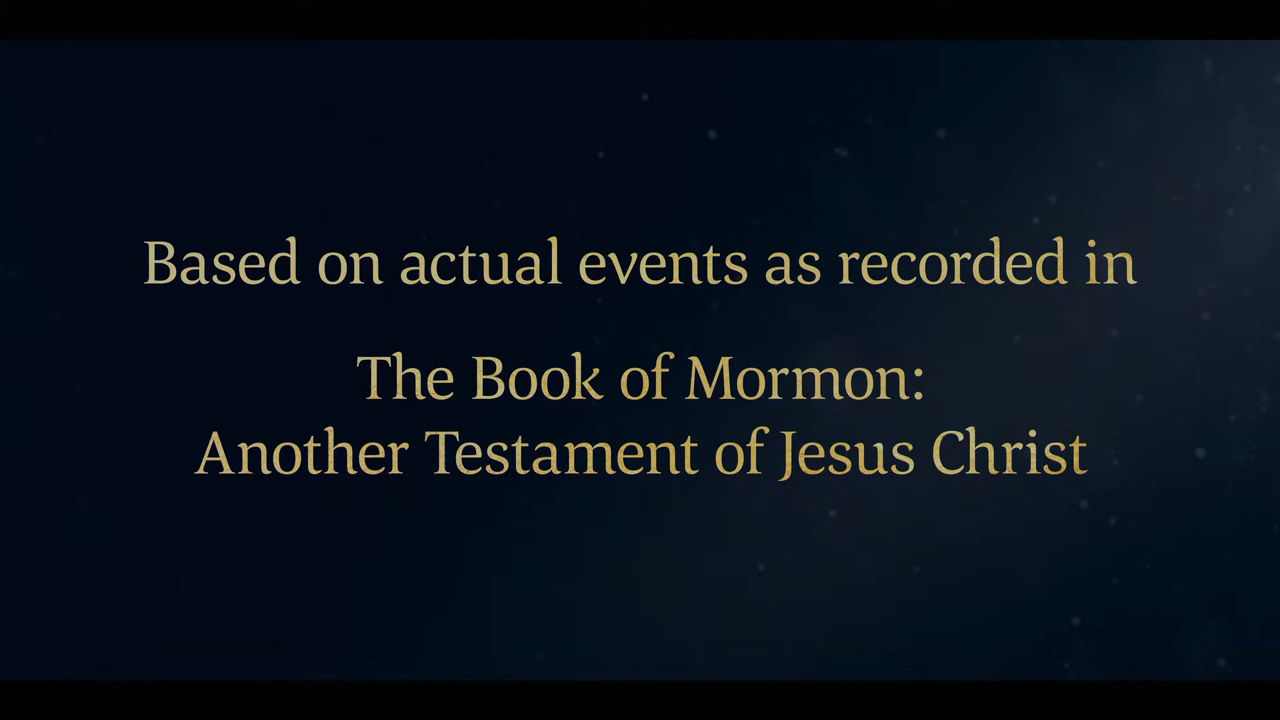 Based on actual events as recorded in
The Book of Mormon:
Another Testament of Jesus Christ